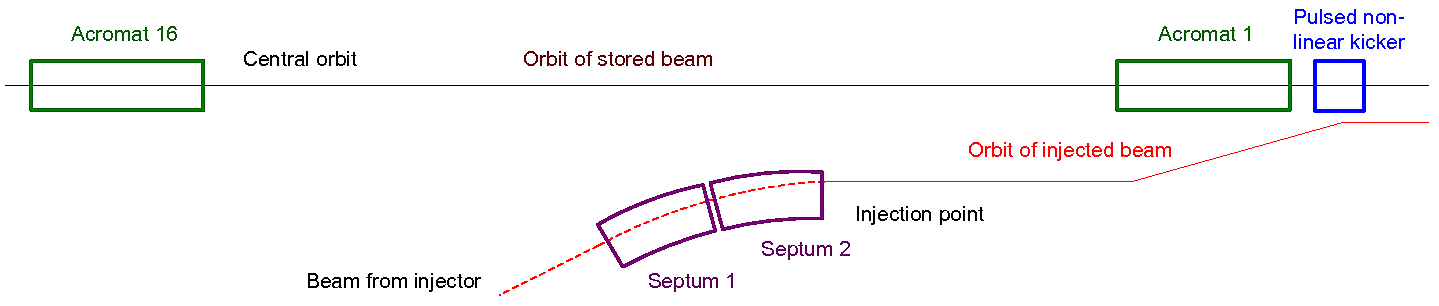 Acromat 16
Central orbit
Orbit of stored beam
Acromat 1
Pulsed non-
linear kicker
Orbit of injected beam
Injection point
Septum 2
Septum 1
Beam from injector